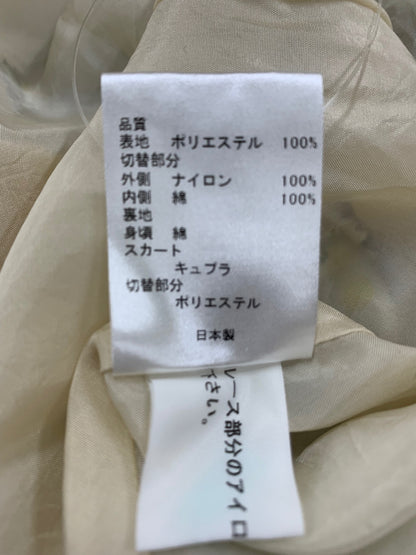 品質
表地 ポリエステル 100%
切替部分
外側 ナイロン 100%
内側 綿 100%
裏地
身頃 綿
スカート
キュプラ
切替部分
ポリエステル
日本製
レース部分のアイロ
さい。